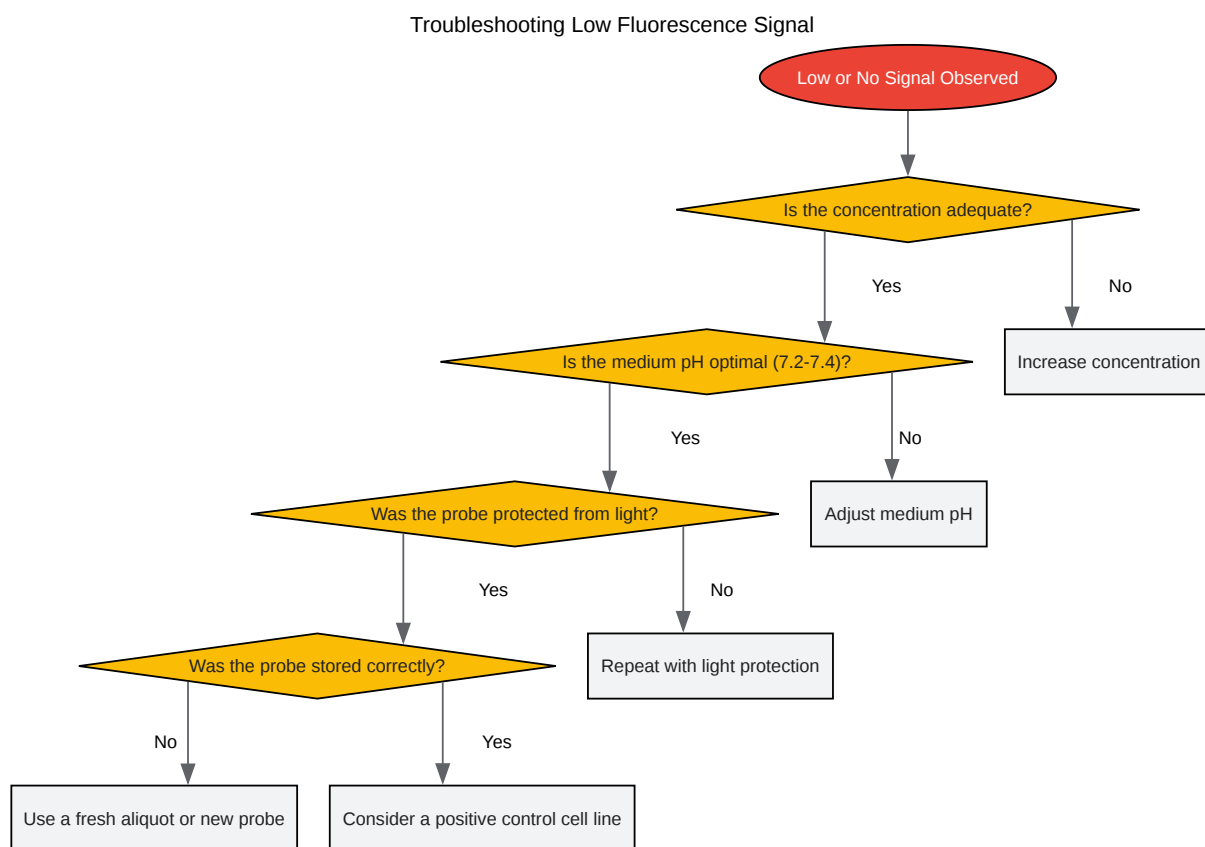 Troubleshooting Low Fluorescence Signal
Low or No Signal Observed
Is the concentration adequate?
Yes
No
Is the medium pH optimal (7.2-7.4)?
Increase concentration
Yes
No
Was the probe protected from light?
Adjust medium pH
Yes
No
Was the probe stored correctly?
Repeat with light protection
No
Yes
Use a fresh aliquot or new probe
Consider a positive control cell line